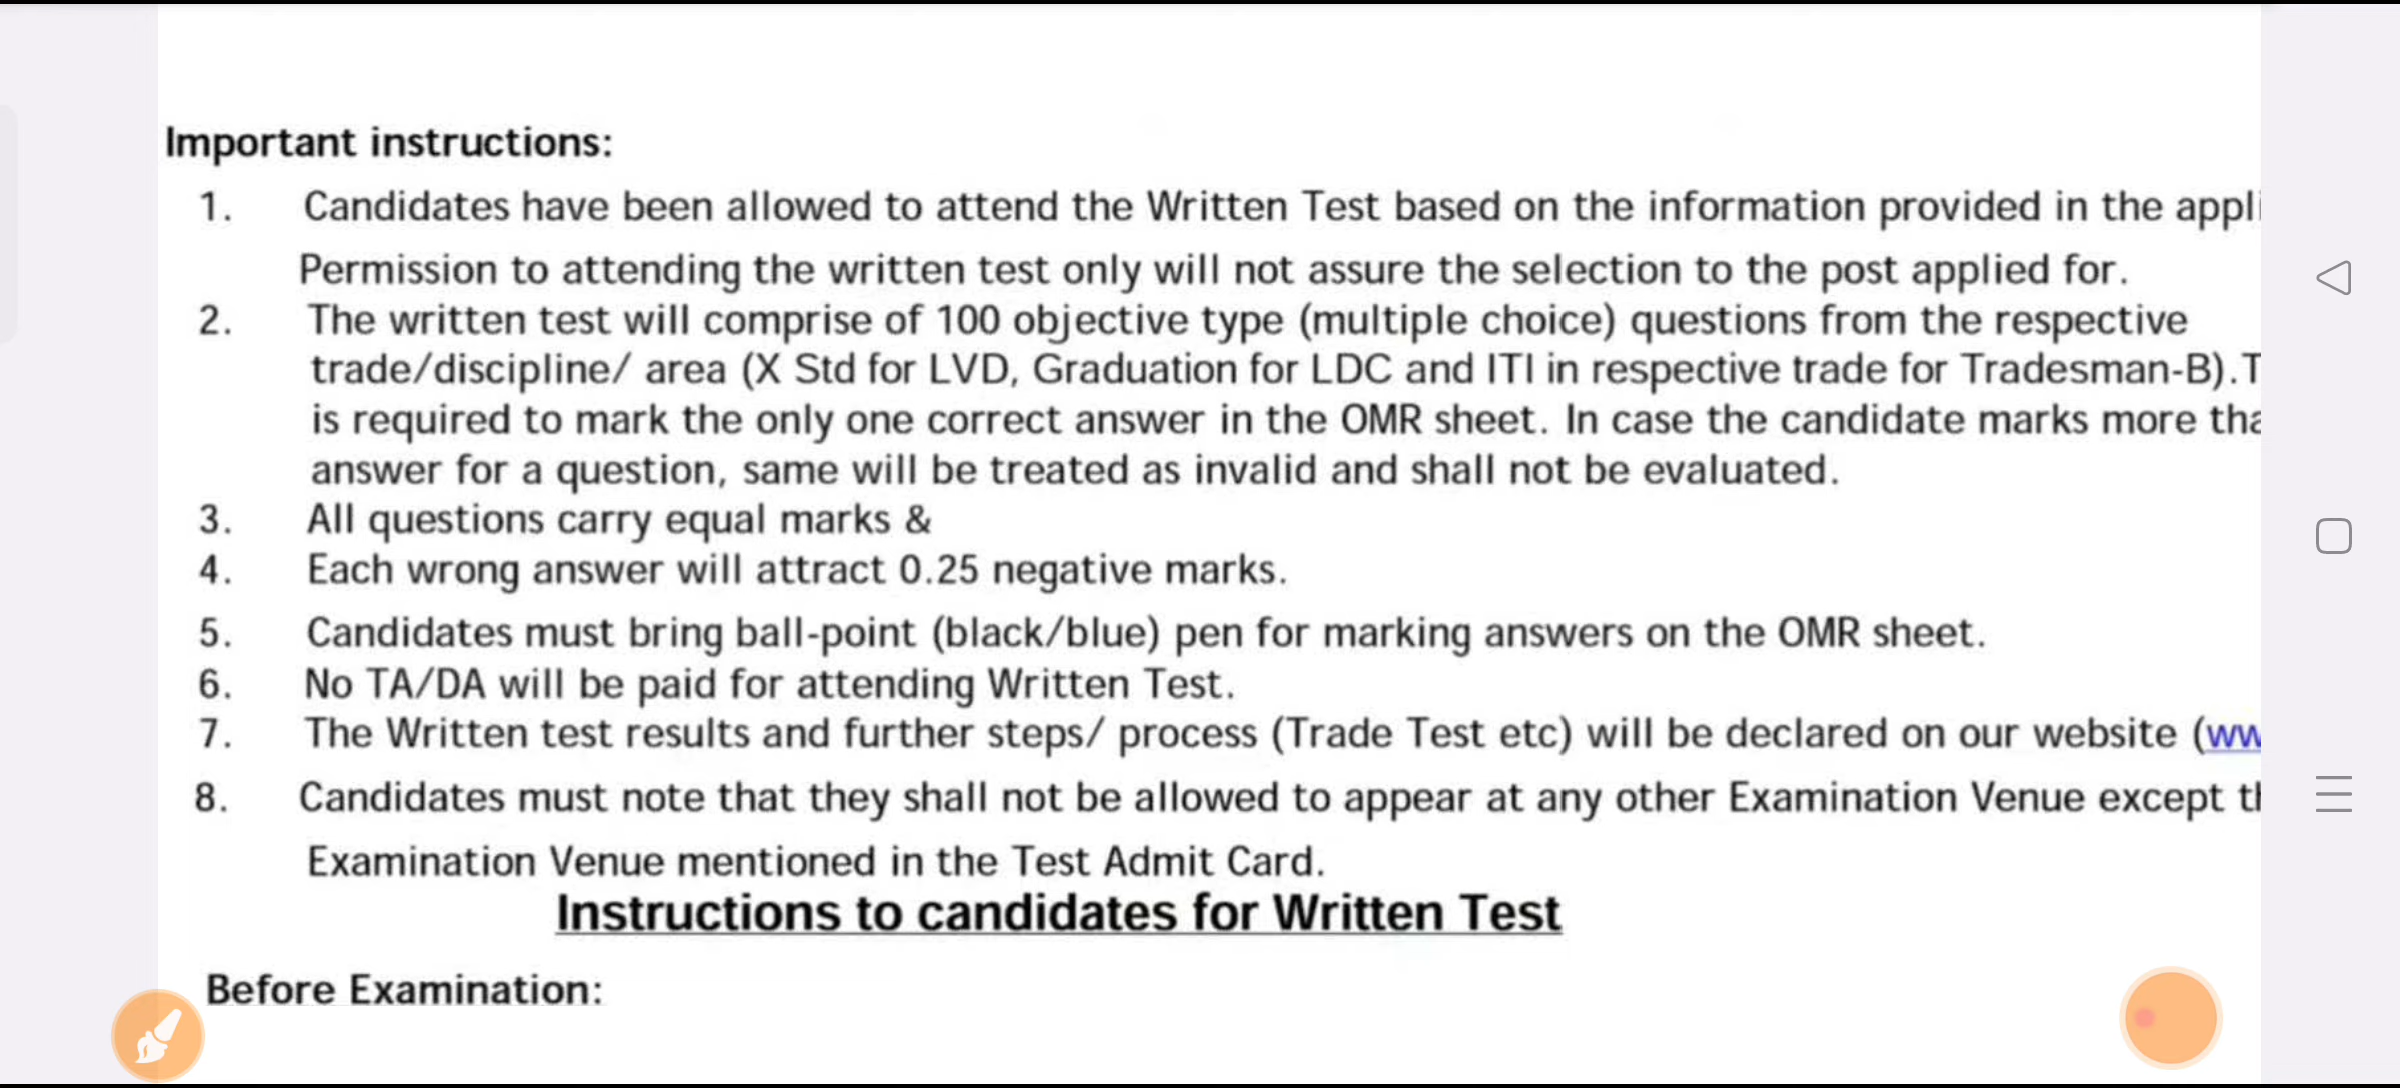 Important instructions:
1. Candidates have been allowed to attend the Written Test based on the information provided in the appli
Permission to attending the written test only will not assure the selection to the post applied for.
2. The written test will comprise of 100 objective type (multiple choice) questions from the respective
trade/discipline/ area (X Std for LVD, Graduation for LDC and ITI in respective trade for Tradesman-B).T
is required to mark the only one correct answer in the OMR sheet. In case the candidate marks more tha
answer for a question, same will be treated as invalid and shall not be evaluated.
3. All questions carry equal marks &
4. Each wrong answer will attract 0.25 negative marks.
5. Candidates must bring ball-point (black/blue) pen for marking answers on the OMR sheet.
6. No TA/DA will be paid for attending Written Test.
7. The Written test results and further steps/ process (Trade Test etc) will be declared on our website (ww
8. Candidates must note that they shall not be allowed to appear at any other Examination Venue except th
Examination Venue mentioned in the Test Admit Card.
Instructions to candidates for Written Test
Before Examination: